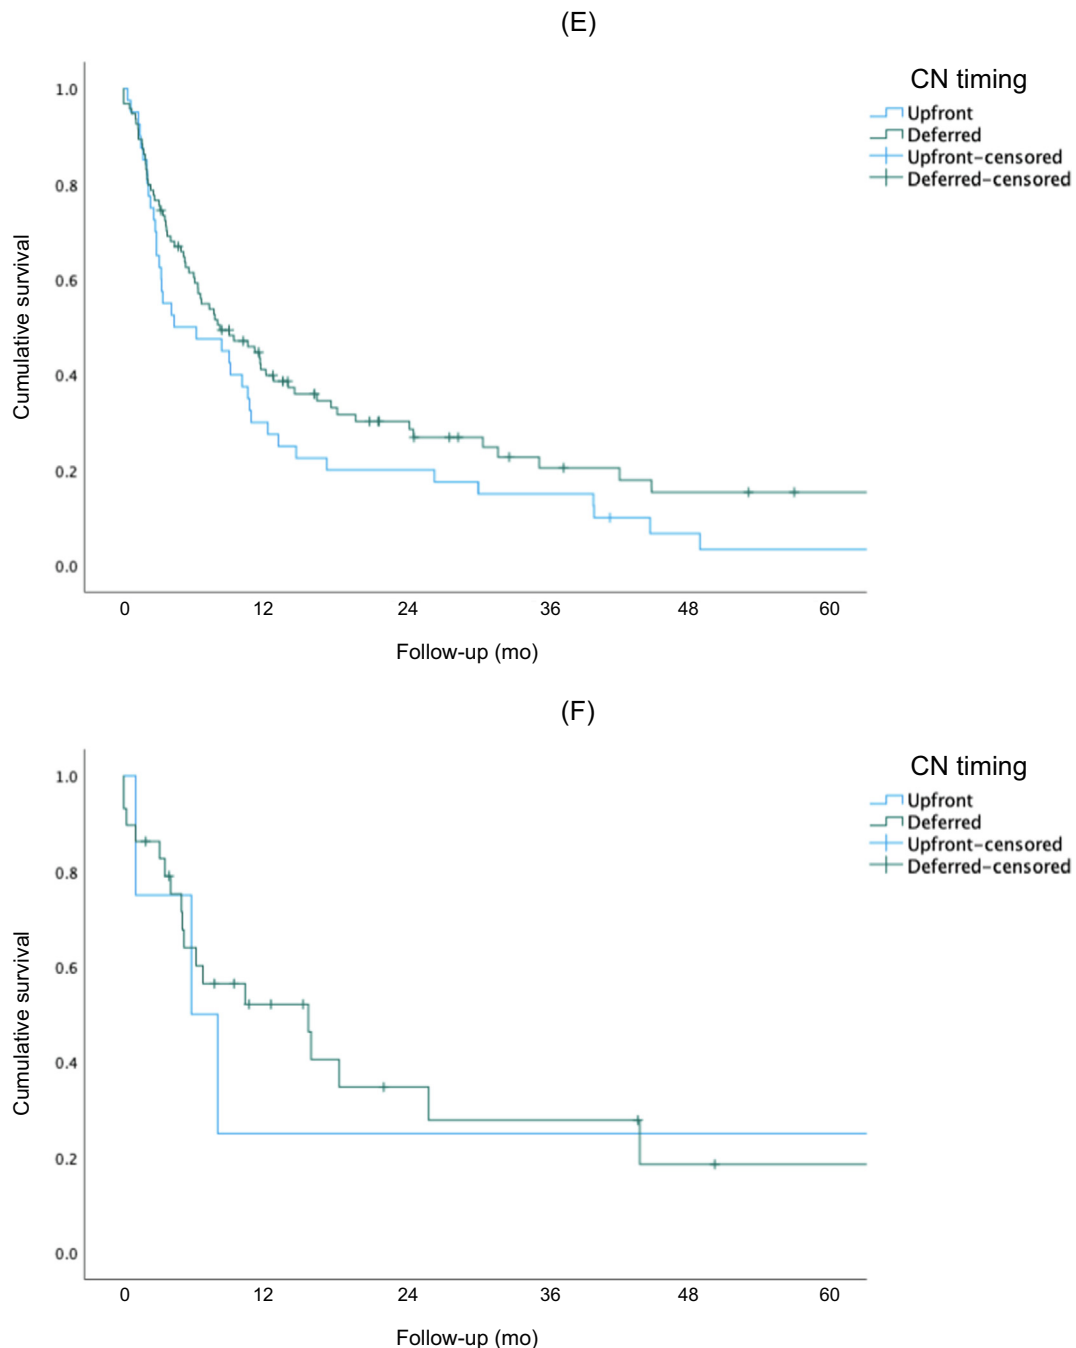 (E)
CN timing
Upfront
Deferred
Upfront-censored
Deferred-censored
1.0
0.8
0.6
0.4
0.2
0.0
Cumulative survival
0 12 24 36 48 60
Follow-up (mo)
(F)
CN timing
Upfront
Deferred
Upfront-censored
Deferred-censored
1.0
0.8
0.6
0.4
0.2
0.0
Cumulative survival
0 12 24 36 48 60
Follow-up (mo)